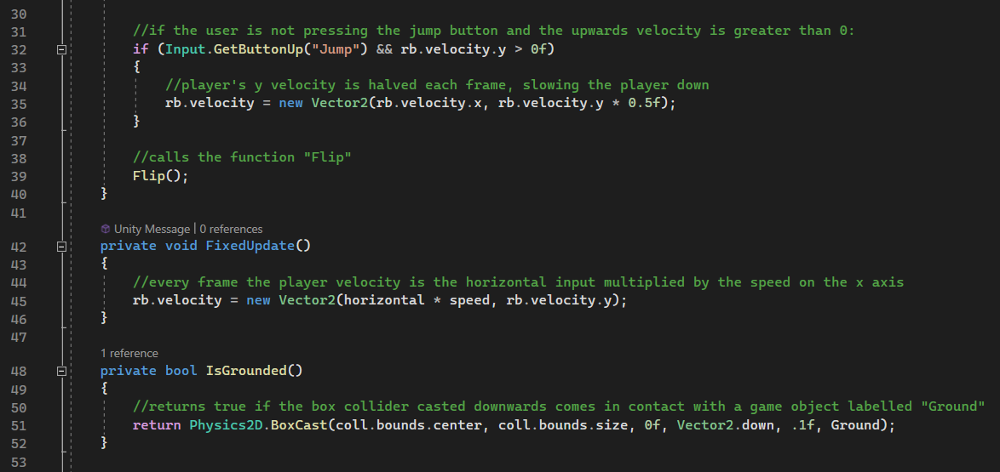 30
31 //if the user is not pressing the jump button and the upwards velocity is greater than 0:
32 if (Input.GetButtonUp("Jump") && rb.velocity.y > 0f)
33 {
34 //player's y velocity is halved each frame, slowing the player down
35 rb.velocity = new Vector2(rb.velocity.x, rb.velocity.y * 0.5f);
36 }
37
38 //calls the function "Flip"
39 Flip();
40 }
41
Unity Message | 0 references
42 private void FixedUpdate()
43 {
44 //every frame the player velocity is the horizontal input multiplied by the speed on the x axis
45 rb.velocity = new Vector2(horizontal * speed, rb.velocity.y);
46 }
47
1 reference
48 private bool IsGrounded()
49 {
50 //returns true if the box collider casted downwards comes in contact with a game object labelled "Ground"
51 return Physics2D.BoxCast(coll.bounds.center, coll.bounds.size, 0f, Vector2.down, .1f, Ground);
52 }
53